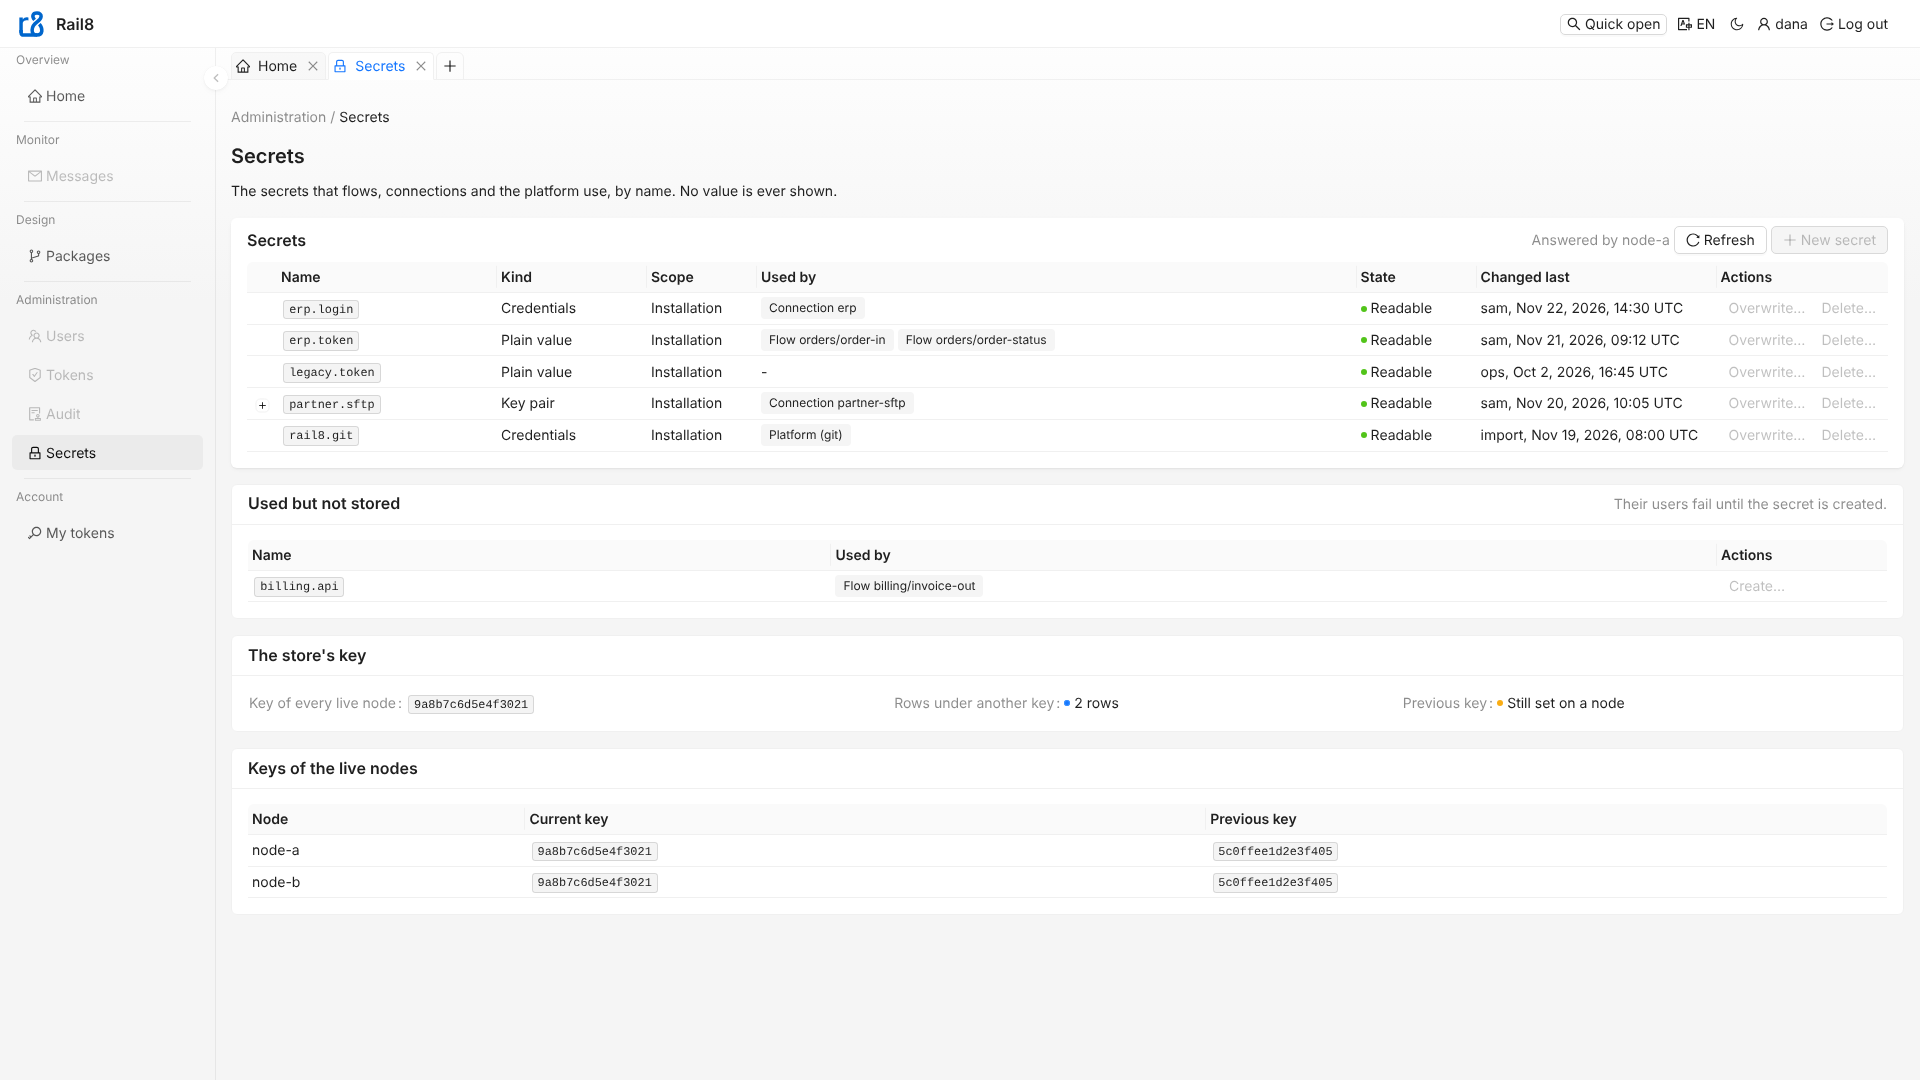 Rail8
Quick open
EN
dana
Log out
Overview
Home
Monitor
Messages
Design
Packages
Administration
Users
Tokens
Audit
Secrets
Account
My tokens
Home
Secrets
Administration / Secrets
Secrets
The secrets that flows, connections and the platform use, by name. No value is ever shown.
Secrets
Answered by node-a Refresh + New secret
Name Kind Scope Used by State Changed last Actions
erp.login Credentials Installation Connection erp Readable sam, Nov 22, 2026, 14:30 UTC Overwrite... Delete...
erp.token Plain value Installation Flow orders/order-in Flow orders/order-status Readable sam, Nov 21, 2026, 09:12 UTC Overwrite... Delete...
legacy.token Plain value Installation - Readable ops, Oct 2, 2026, 16:45 UTC Overwrite... Delete...
+ partner.sftp Key pair Installation Connection partner-sftp Readable sam, Nov 20, 2026, 10:05 UTC Overwrite... Delete...
rail8.git Credentials Installation Platform (git) Readable import, Nov 19, 2026, 08:00 UTC Overwrite... Delete...
Used but not stored
Their users fail until the secret is created.
Name Used by Actions
billing.api Flow billing/invoice-out Create...
The store's key
Key of every live node: 9a8b7c6d5e4f3021 Rows under another key: 2 rows Previous key: Still set on a node
Keys of the live nodes
Node Current key Previous key
node-a 9a8b7c6d5e4f3021 5c0ffee1d2e3f405
node-b 9a8b7c6d5e4f3021 5c0ffee1d2e3f405